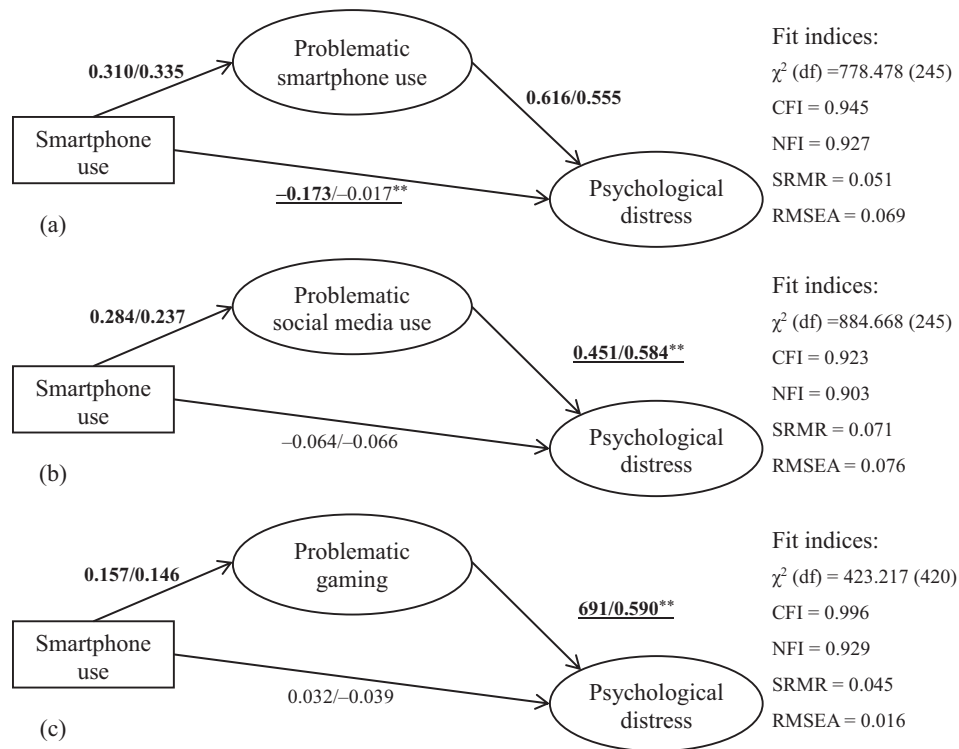 Problematic
smartphone use
0.310/0.335
0.616/0.555
Smartphone
use
–0.173/–0.017**
Psychological
distress
(a)
Fit indices:
χ² (df) =778.478 (245)
CFI = 0.945
NFI = 0.927
SRMR = 0.051
RMSEA = 0.069
Problematic
social media use
0.284/0.237
0.451/0.584**
Smartphone
use
–0.064/–0.066
Psychological
distress
(b)
Fit indices:
χ² (df) =884.668 (245)
CFI = 0.923
NFI = 0.903
SRMR = 0.071
RMSEA = 0.076
Problematic
gaming
0.157/0.146
691/0.590**
Smartphone
use
0.032/–0.039
Psychological
distress
(c)
Fit indices:
χ² (df) = 423.217 (420)
CFI = 0.996
NFI = 0.929
SRMR = 0.045
RMSEA = 0.016